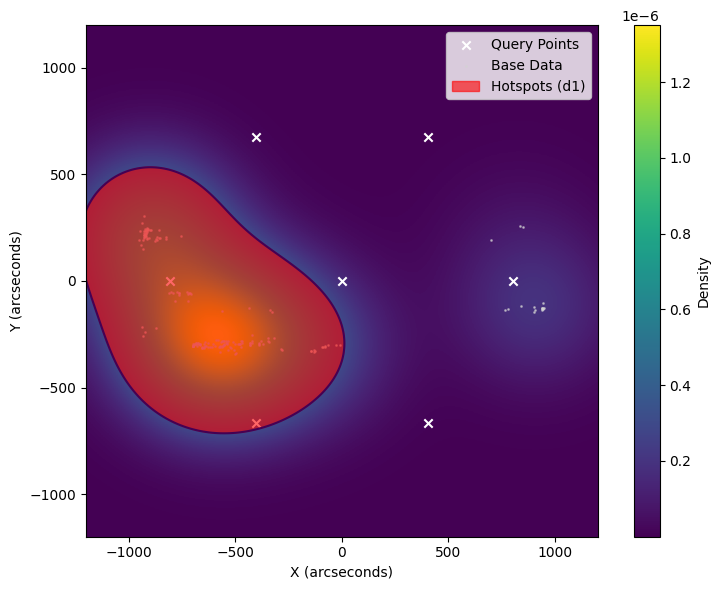 1e−6
Query Points
Base Data
Hotspots (d1)
1000
500
0
−500
−1000
Y (arcseconds)
−1000
−500
0
500
1000
X (arcseconds)
1.2
1.0
0.8
0.6
0.4
0.2
Density